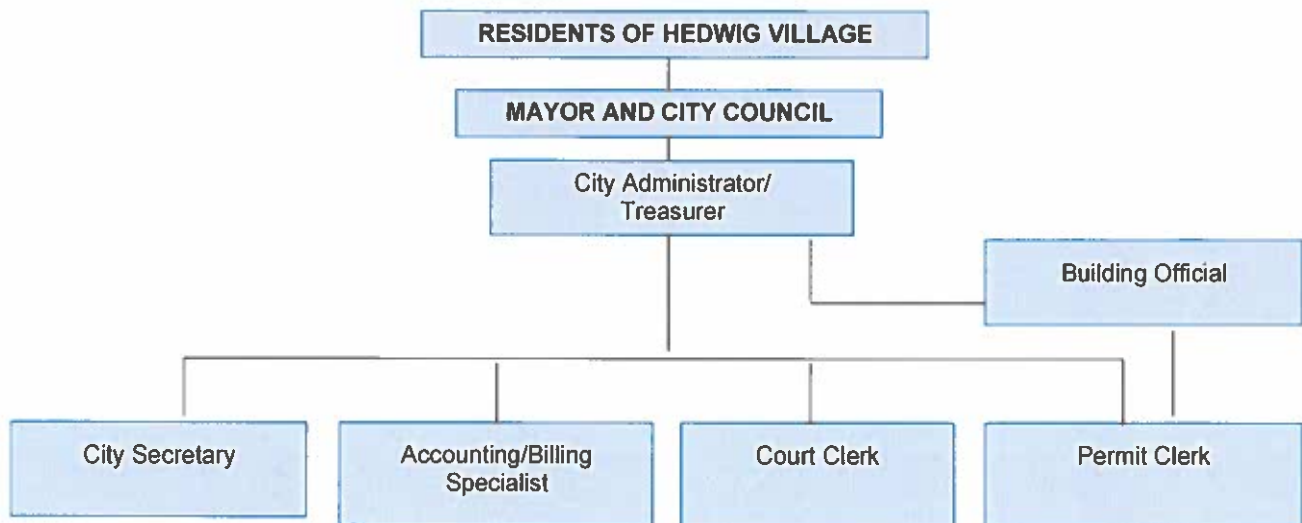 RESIDENTS OF HEDWIG VILLAGE
MAYOR AND CITY COUNCIL
City Administrator/
Treasurer
Building Official
City Secretary
Accounting/Billing
Specialist
Court Clerk
Permit Clerk